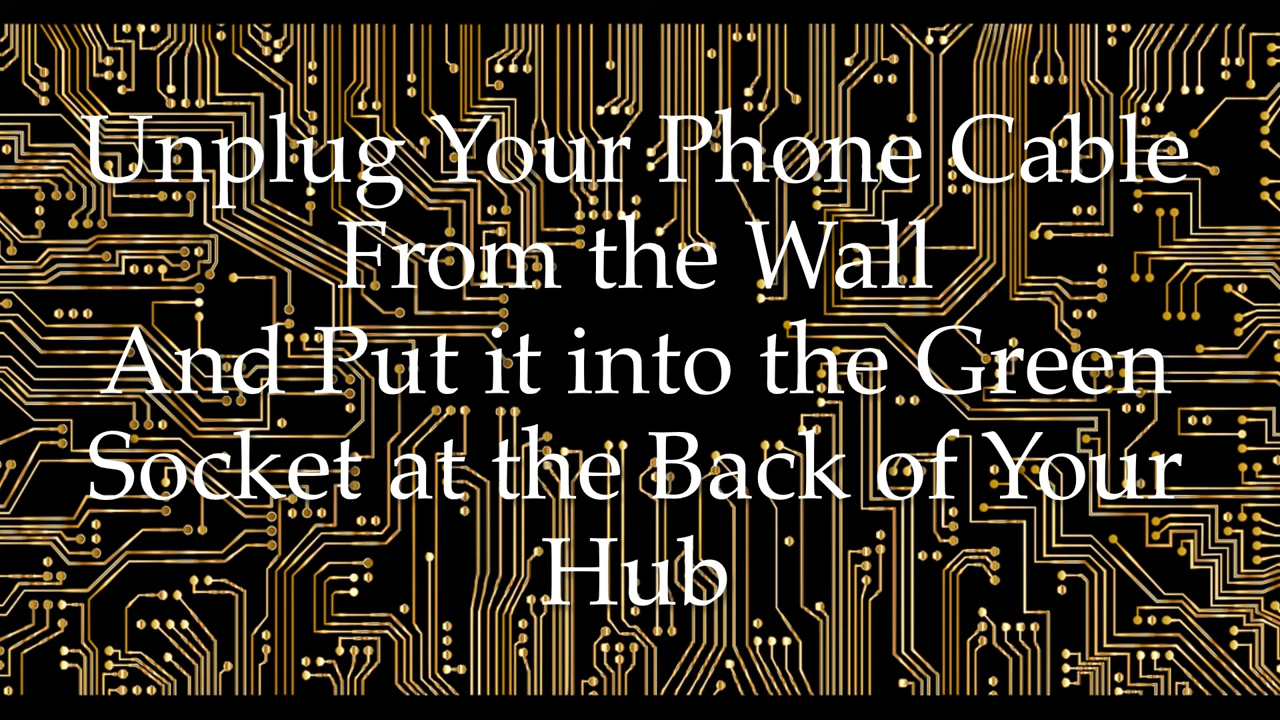 Unplug Your Phone Cable
From the Wall
And Put it into the Green
Socket at the Back of Your
Hub